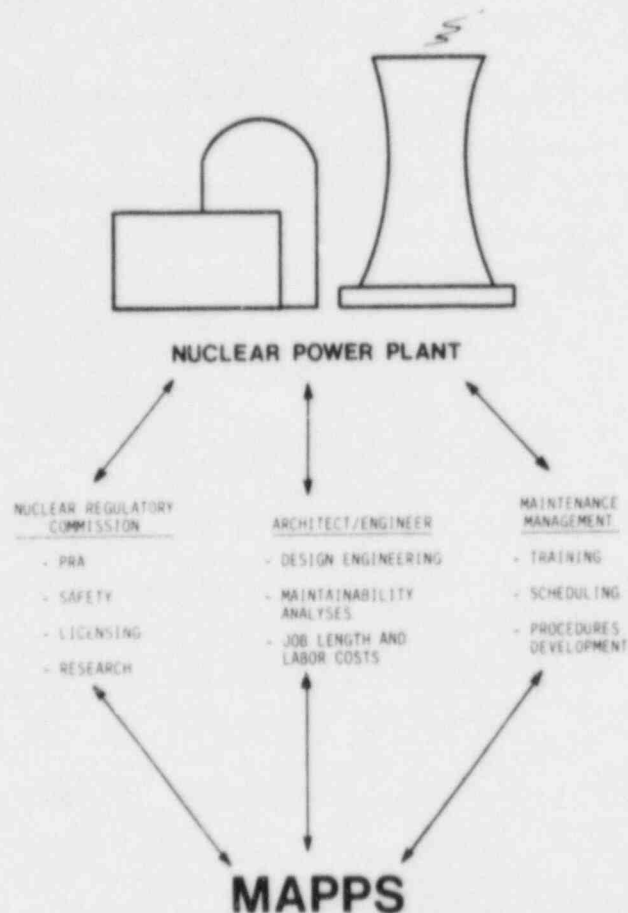 NUCLEAR POWER PLANT
NUCLEAR REGULATORY
COMMISSION
- PRA
- SAFETY
- LICENSING
- RESEARCH
ARCHITECT/ENGINEER
- DESIGN ENGINEERING
- MAINTAINABILITY
ANALYSES
- JOB LENGTH AND
LABOR COSTS
MAINTENANCE
MANAGEMENT
- TRAINING
- SCHEDULING
- PROCEDURES
DEVELOPMENT
MAPPS